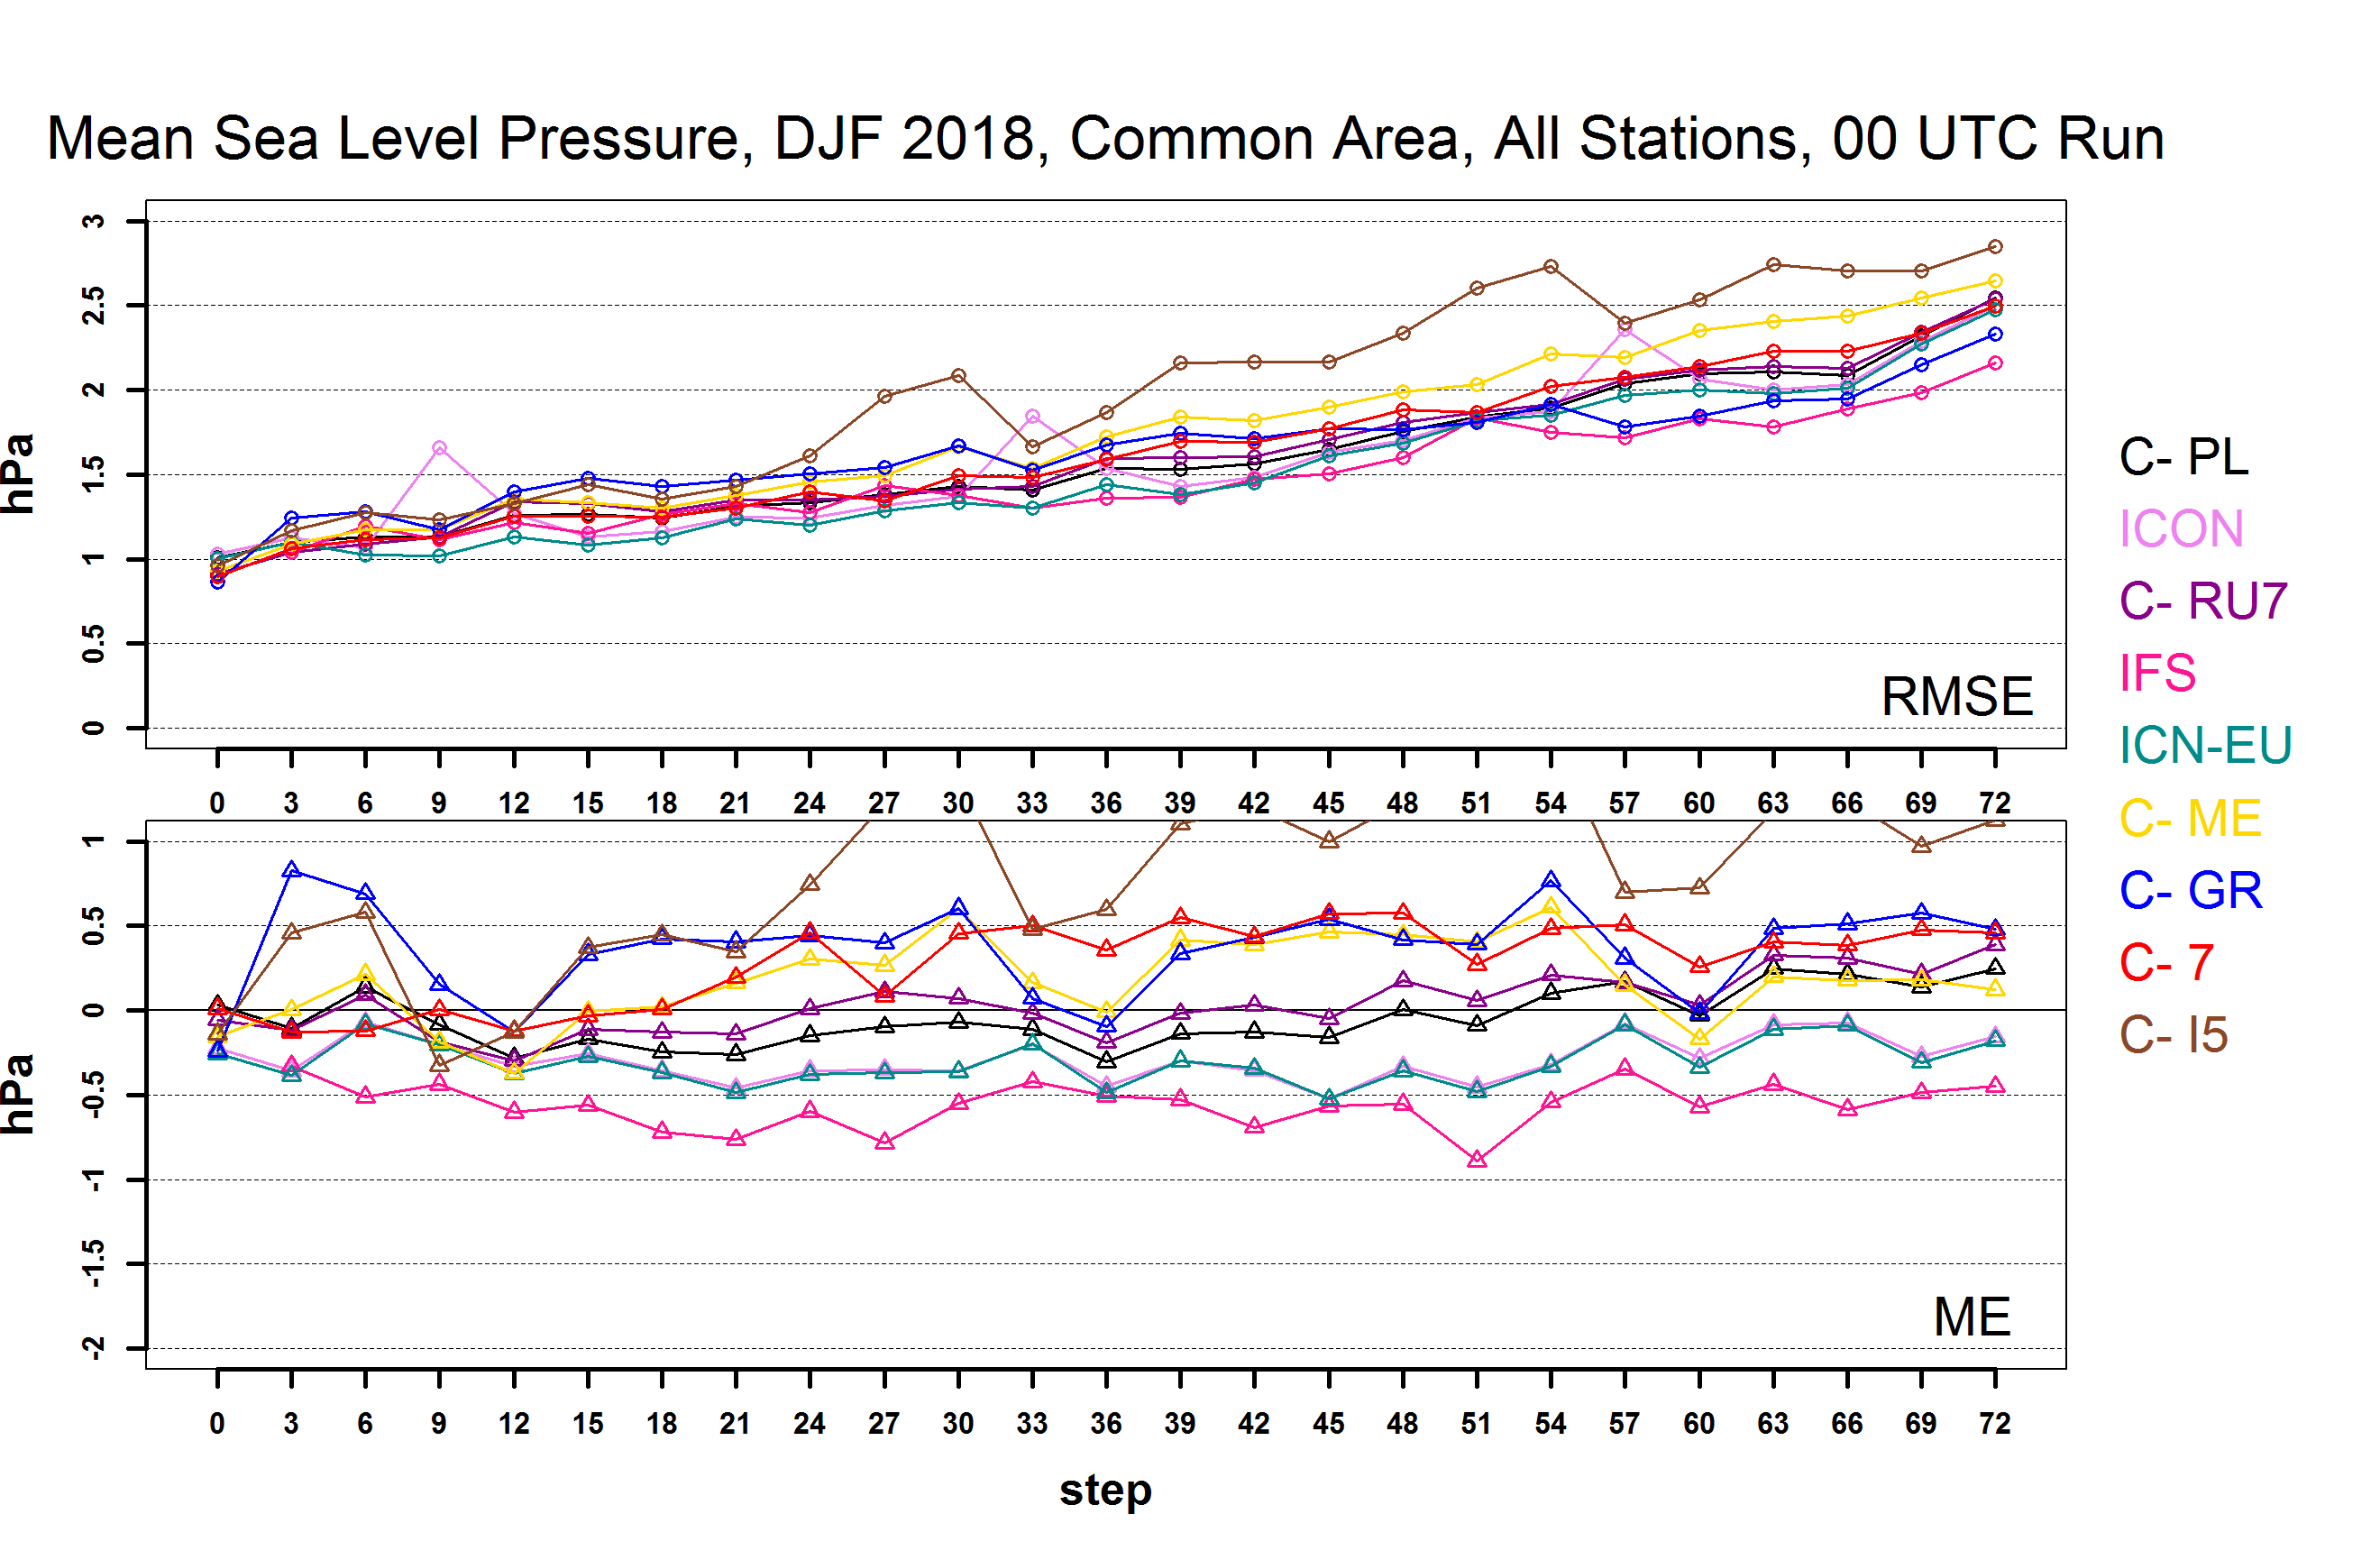 Mean Sea Level Pressure, DJF 2018, Common Area, All Stations, 00 UTC Run
3
2.5
2
1.5
1
0.5
0
hPa
RMSE
0 3 6 9 12 15 18 21 24 27 30 33 36 39 42 45 48 51 54 57 60 63 66 69 72
1
0.5
0
-0.5
-1
-1.5
-2
hPa
ME
0 3 6 9 12 15 18 21 24 27 30 33 36 39 42 45 48 51 54 57 60 63 66 69 72
step
C- PL
ICON
C- RU7
IFS
ICN-EU
C- ME
C- GR
C- 7
C- I5